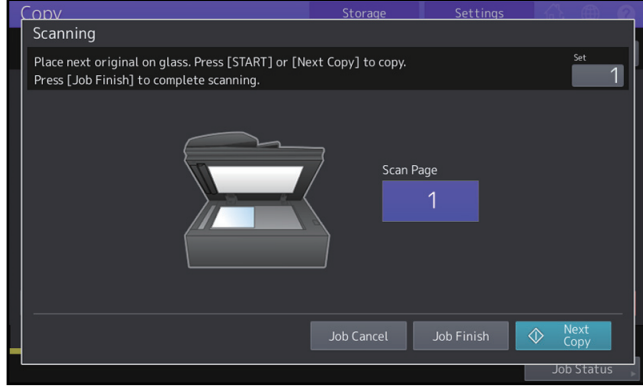 Copy
Storage
Settings
Scanning
Place next original on glass. Press [START] or [Next Copy] to copy.
Press [Job Finish] to complete scanning.
Set
1
Scan Page
1
Job Cancel
Job Finish
Next
Copy
Job Status